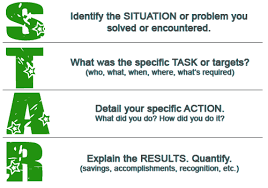 S
Identify the SITUATION or problem you
solved or encountered.
T
What was the specific TASK or targets?
(who, what, when, where, what's required)
A
Detail your specific ACTION.
What did you do? How did you do it?
R
Explain the RESULTS. Quantify.
(savings, accomplishments, recognition, etc.)